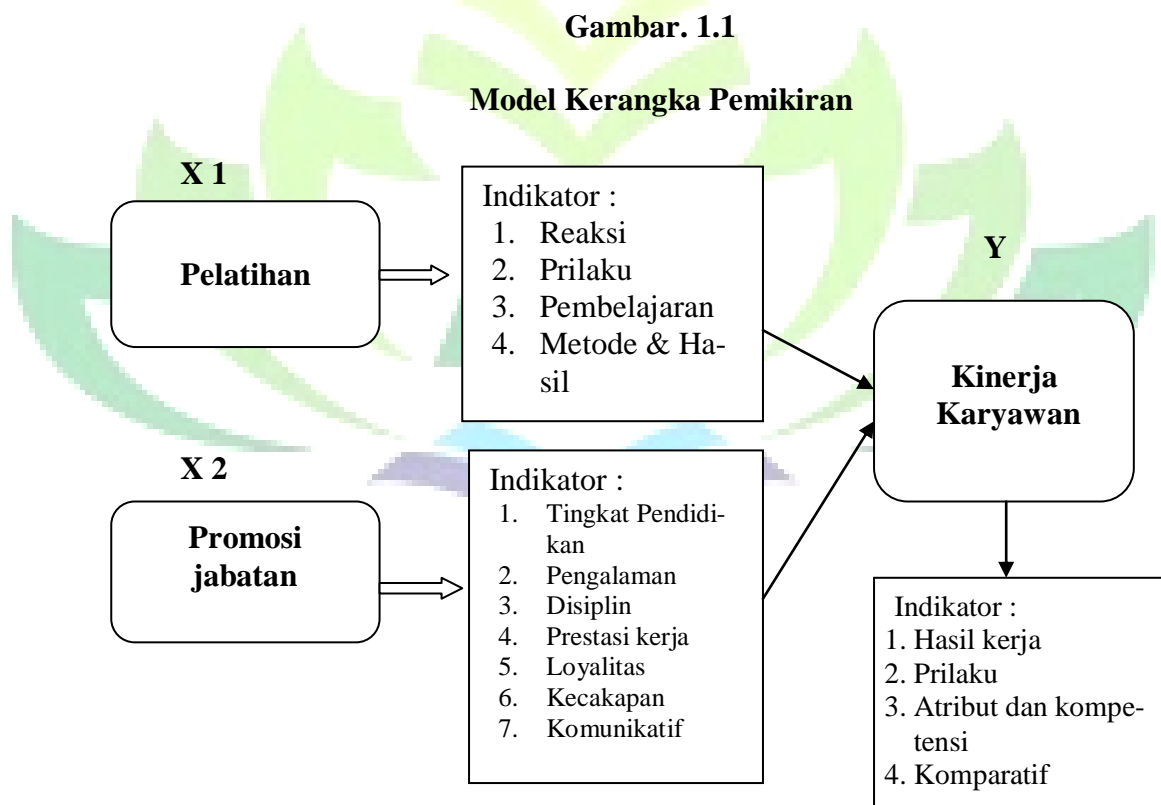 Gambar. 1.1
Model Kerangka Pemikiran
X 1
Pelatihan
Indikator :
1. Reaksi
2. Prilaku
3. Pembelajaran
4. Metode & Ha-
sil
X 2
Promosi
jabatan
Indikator :
1. Tingkat Pendidi-
kan
2. Pengalaman
3. Disiplin
4. Prestasi kerja
5. Loyalitas
6. Kecakapan
7. Komunikatif
Y
Kinerja
Karyawan
Indikator :
1. Hasil kerja
2. Prilaku
3. Atribut dan kompe-
tensi
4. Komparatif